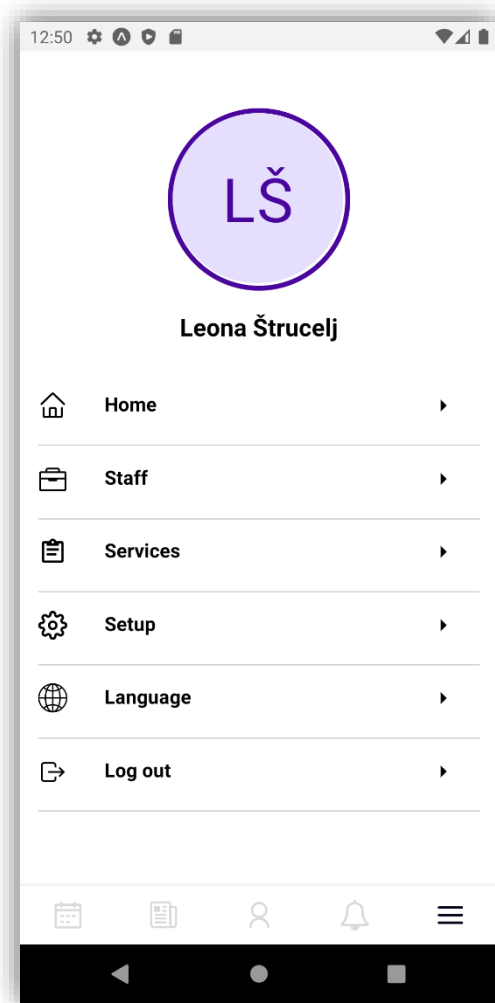 12:50
LŠ
Leona Štrucelj
Home
Staff
Services
Setup
Language
Log out